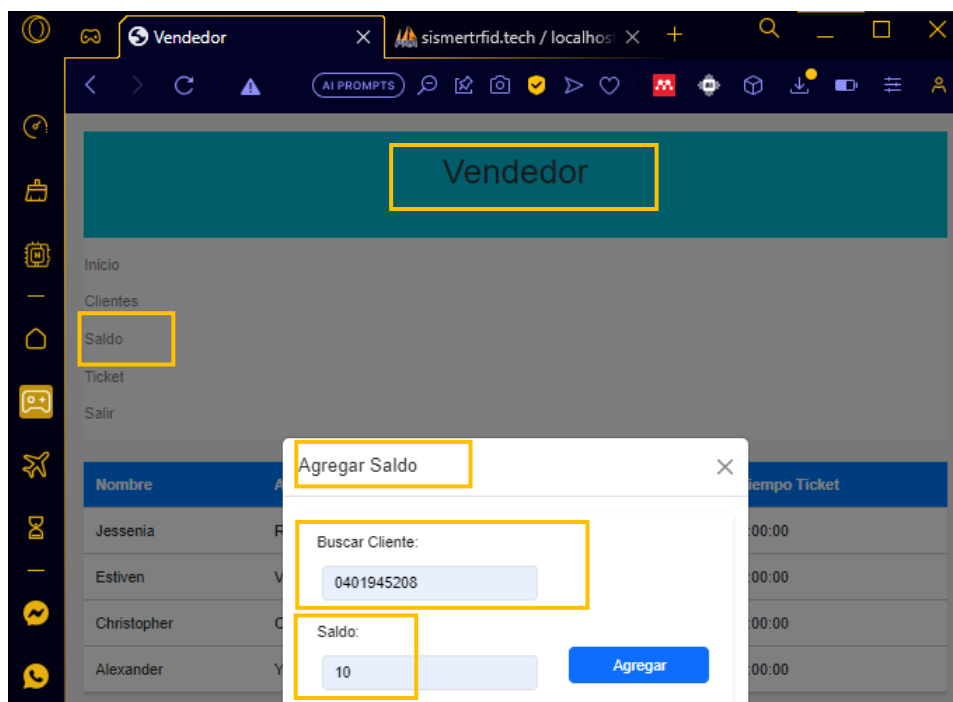 Vendedor
sismertrfid.tech / localhos
AI PROMPTS
Vendedor
Inicio
Clientes
Saldo
Ticket
Salir
Agregar Saldo
Nombre
A
iempo Ticket
Jessenia
R
:00:00
Buscar Cliente:
Estiven
V
0401945208
:00:00
Christopher
C
Saldo:
:00:00
Alexander
Y
10
Agregar
:00:00